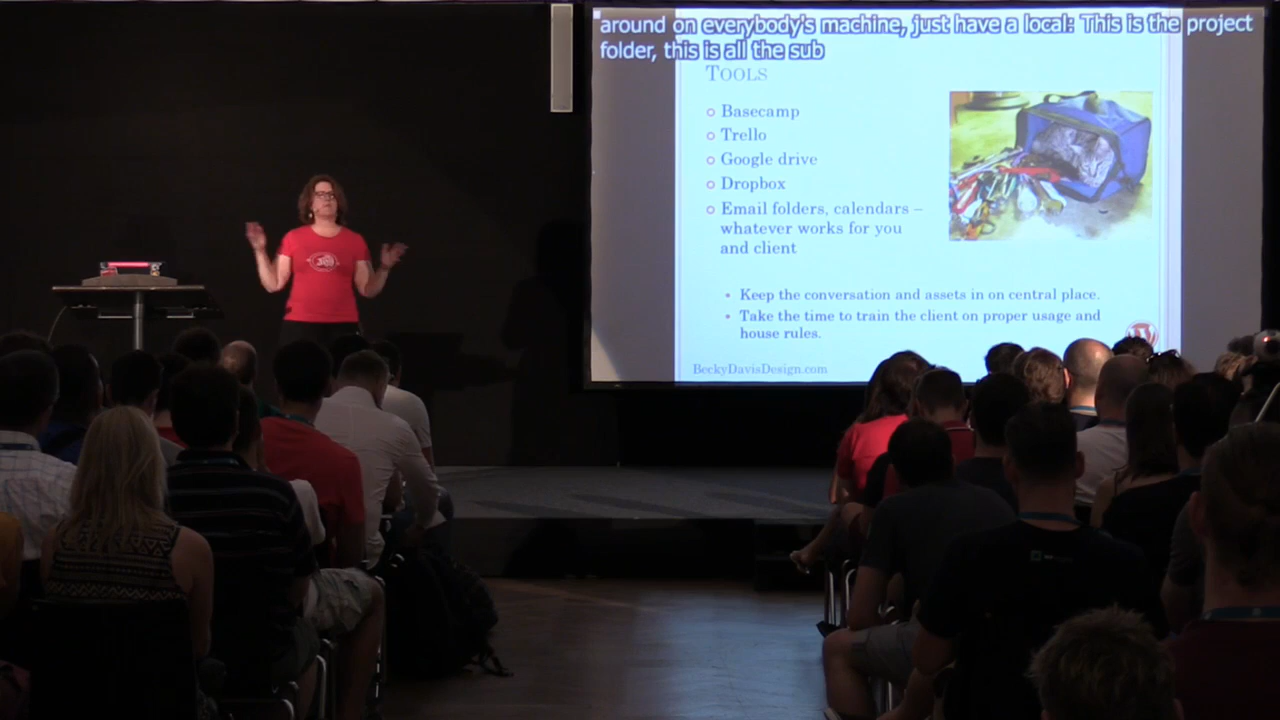 around on everybody's machine, just have a local: This is the project
folder, this is all the sub
TOOLS
Basecamp
Trello
Google drive
Dropbox
Email folders, calendars –
whatever works for you
and client
Keep the conversation and assets in on central place.
Take the time to train the client on proper usage and
house rules.
BeckyDavisDesign.com